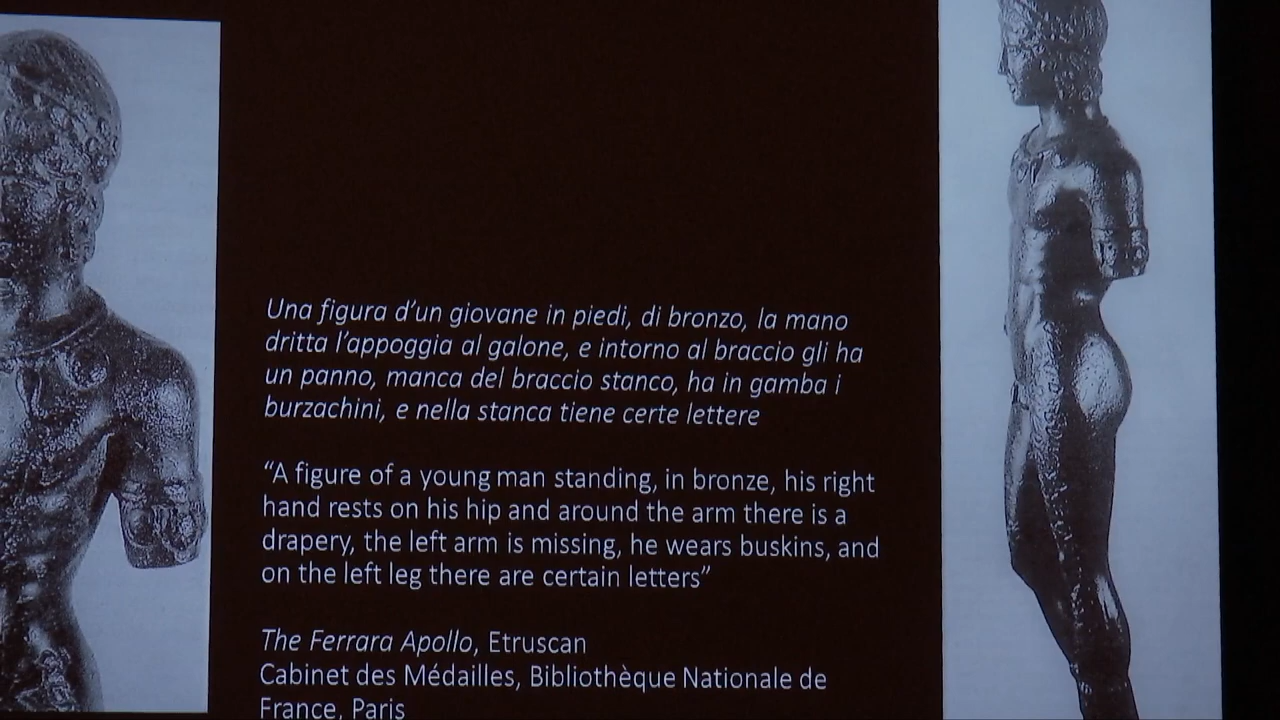 Una figura d’un giovane in piedi, di bronzo, la mano
dritta l’appoggia al galone, e intorno al braccio gli ha
un panno, manca del braccio stanco, ha in gamba i
burzachini, e nella stanca tiene certe lettere
“A figure of a young man standing, in bronze, his right
hand rests on his hip and around the arm there is a
drapery, the left arm is missing, he wears buskins, and
on the left leg there are certain letters”
The Ferrara Apollo, Etruscan
Cabinet des Médailles, Bibliothèque Nationale de
France, Paris